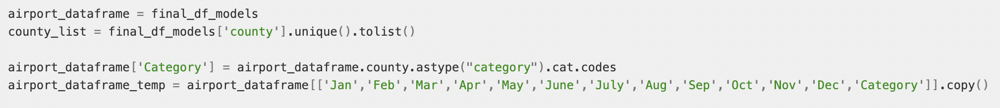 airport_dataframe = final_df_models
county_list = final_df_models['county'].unique().tolist()
airport_dataframe['Category'] = airport_dataframe.county.astype("category").cat.codes
airport_dataframe_temp = airport_dataframe[['Jan','Feb','Mar','Apr','May','June','July','Aug','Sep','Oct','Nov','Dec','Category']].copy()